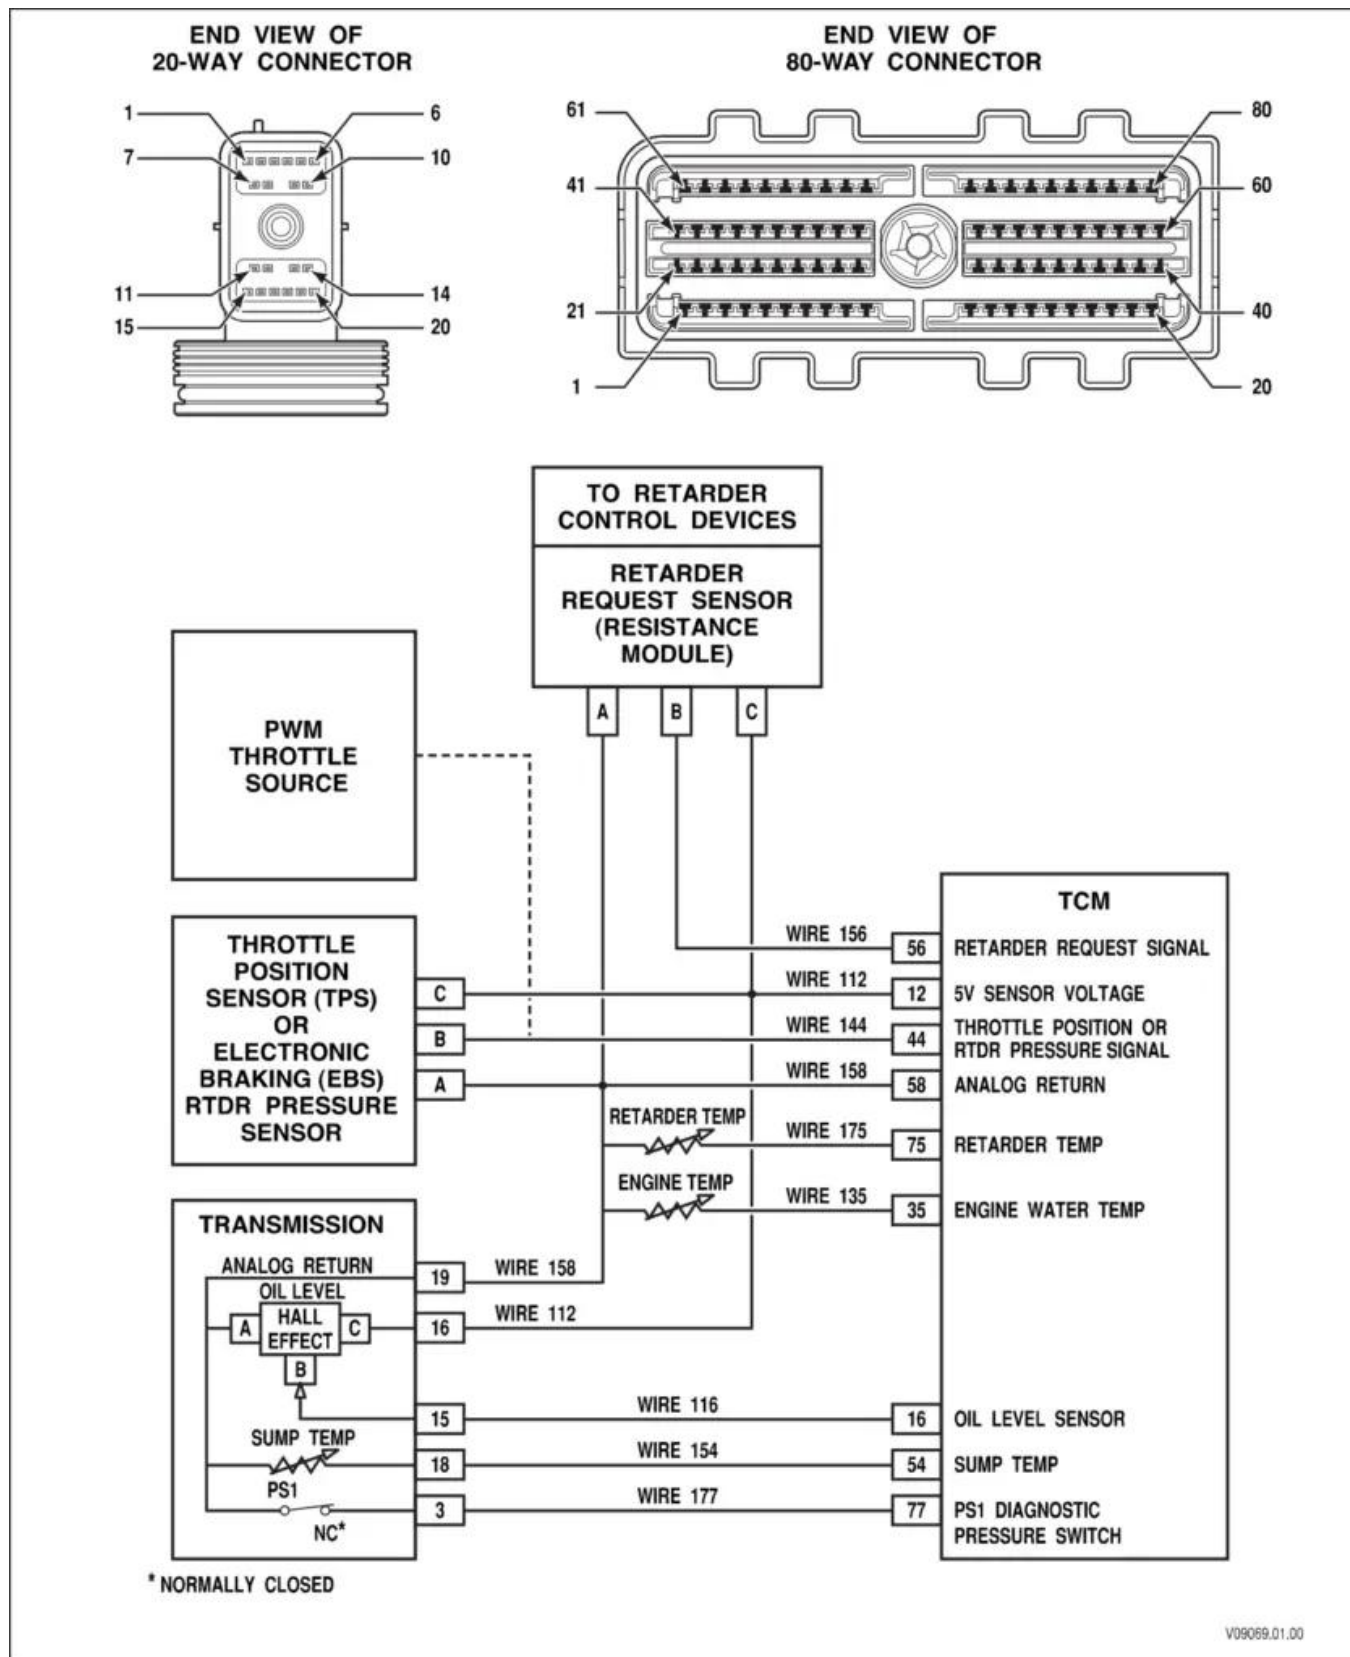 END VIEW OF
20-WAY CONNECTOR
1
6
7
10
11
14
15
20
END VIEW OF
80-WAY CONNECTOR
61
80
41
60
21
40
1
20
TO RETARDER
CONTROL DEVICES
RETARDER
REQUEST SENSOR
(RESISTANCE
MODULE)
A
B
C
PWM
THROTTLE
SOURCE
THROTTLE
POSITION
SENSOR (TPS)
OR
ELECTRONIC
BRAKING (EBS)
RTDR PRESSURE
SENSOR
C
B
A
TCM
WIRE 156
56
RETARDER REQUEST SIGNAL
WIRE 112
12
5V SENSOR VOLTAGE
WIRE 144
44
THROTTLE POSITION OR
RTDR PRESSURE SIGNAL
WIRE 158
58
ANALOG RETURN
RETARDER TEMP
WIRE 175
75
RETARDER TEMP
ENGINE TEMP
WIRE 135
35
ENGINE WATER TEMP
TRANSMISSION
ANALOG RETURN
19
WIRE 158
OIL LEVEL
A
HALL
EFFECT
C
B
16
WIRE 112
15
WIRE 116
16
OIL LEVEL SENSOR
SUMP TEMP
18
WIRE 154
54
SUMP TEMP
PS1
NC*
3
WIRE 177
77
PS1 DIAGNOSTIC
PRESSURE SWITCH
* NORMALLY CLOSED
V09069.01.00